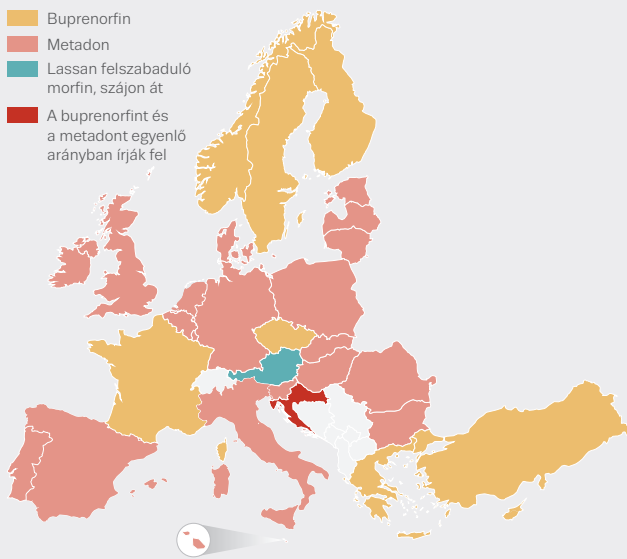 Buprenorfin
Metadon
Lassan felszabaduló
morfin, szájon át
A buprenorfint és
a metadont egyenlő
arányban írják fel